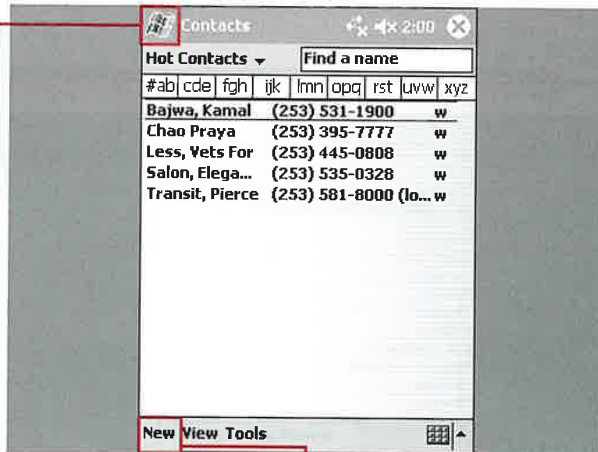 Contacts 2:00
Hot Contacts Find a name
#ab cde fgh ijk lmn opq rst uvw xyz
Bajwa, Kamal (253) 531-1900 w
Chao Praya (253) 395-7777 w
Less, Vets For (253) 445-0808 w
Salon, Elega... (253) 535-0328 w
Transit, Pierce (253) 581-8000 (lo... w
New View Tools